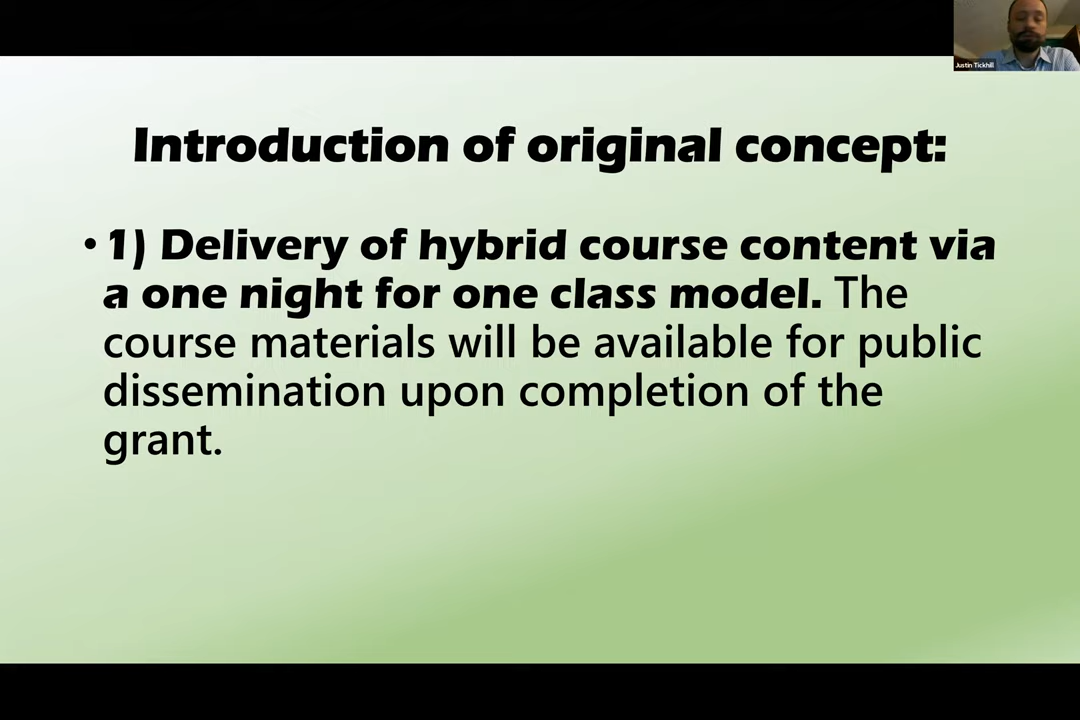 Justin Tickhill
Introduction of original concept:
• 1) Delivery of hybrid course content via
a one night for one class model. The
course materials will be available for public
dissemination upon completion of the
grant.